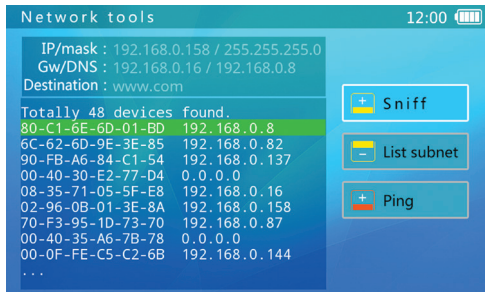 Network tools 12:00
IP/mask : 192.168.0.158 / 255.255.255.0
Gw/DNS : 192.168.0.16 / 192.168.0.8
Destination : www.com
Totally 48 devices found.
80-C1-6E-6D-01-BD 192.168.0.8
6C-62-6D-9E-3E-85 192.168.0.82
90-FB-A6-84-C1-54 192.168.0.137
00-40-30-E2-77-D4 0.0.0.0
08-35-71-05-5F-E8 192.168.0.16
02-96-0B-01-3E-8A 192.168.0.158
70-F3-95-1D-73-70 192.168.0.87
00-40-35-A6-7B-78 0.0.0.0
00-0F-FE-C5-C2-6B 192.168.0.144
...
Sniff
List subnet
Ping